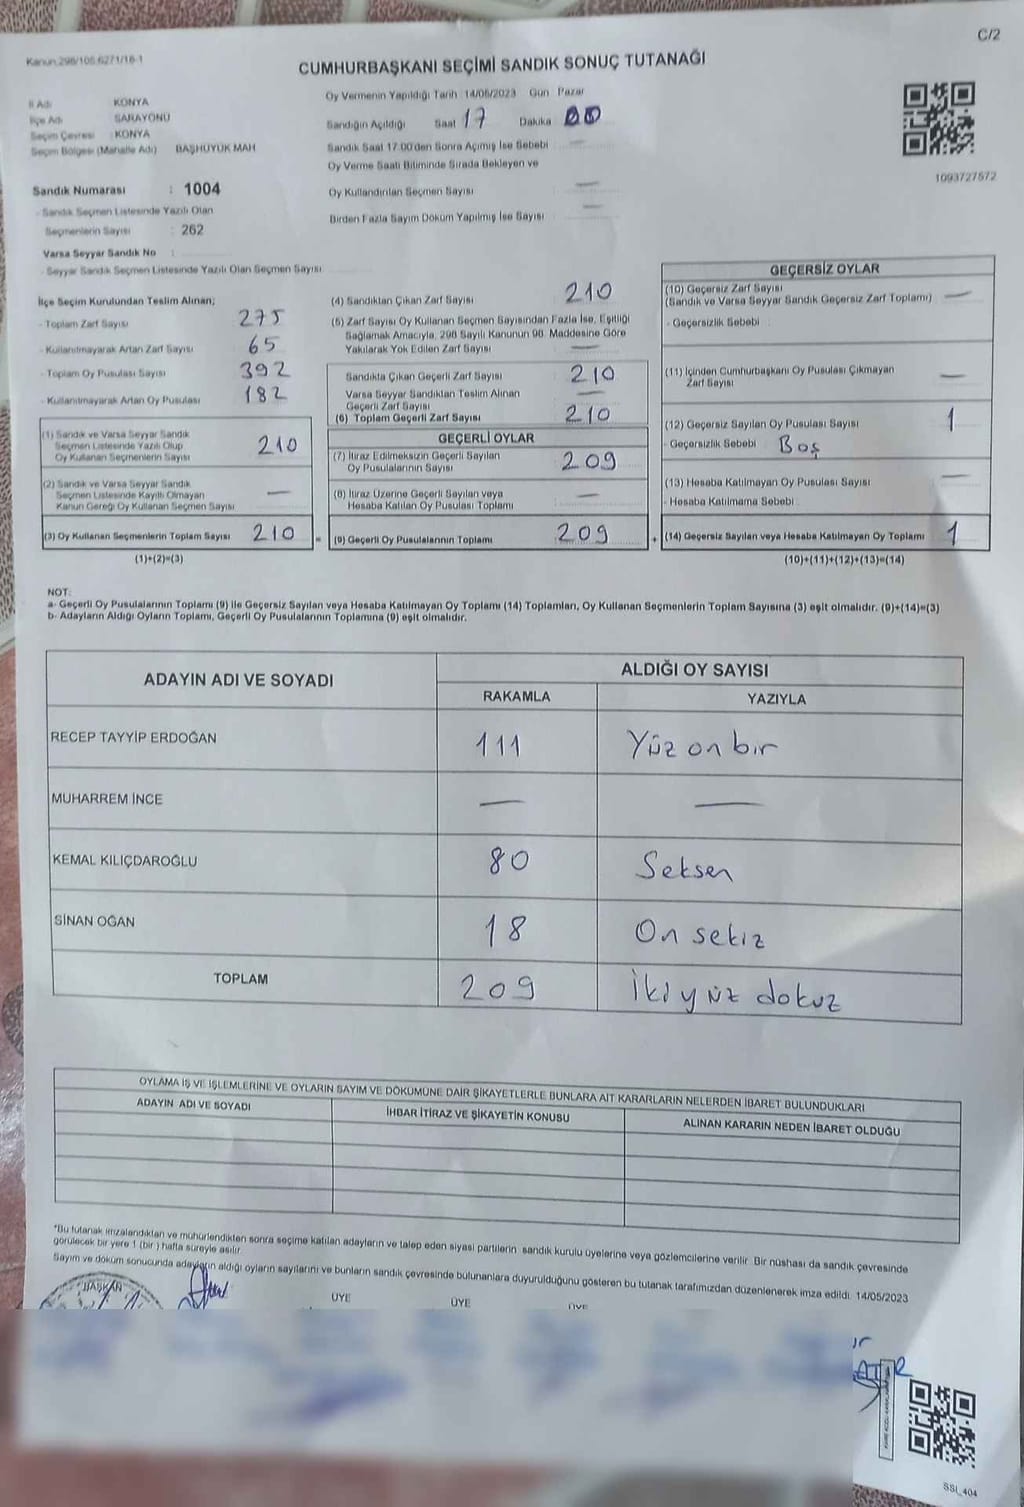 C/2
Kanun:298/105.6271/16-1
CUMHURBAŞKANI SEÇİMİ SANDIK SONUÇ TUTANAĞI
İl Adı KONYA
İlçe Adı SARAYÖNÜ
Seçim Çevresi : KONYA
Seçim Bölgesi (Mahalle Adı) BAŞHÜYÜK MAH
Oy Vermenin Yapıldığı Tarih 14/05/2023 Gün Pazar
Sandığın Açıldığı Saat 17 Dakika 00
Sandık Saat 17.00'den Sonra Açımış İse Sebebi —
Oy Verme Saati Bitiminde Sırada Bekleyen ve
Oy Kullandırılan Seçmen Sayısı —
Birden Fazla Sayım Döküm Yapılmış İse Sayısı —
1093727572
Sandık Numarası : 1004
- Sandık Seçmen Listesinde Yazılı Olan
Seçmenlerin Sayısı : 262
Varsa Seyyar Sandık No :
- Seyyar Sandık Seçmen Listesinde Yazılı Olan Seçmen Sayısı
İlçe Seçim Kurulundan Teslim Alınan;
- Toplam Zarf Sayısı 275
- Kullanılmayarak Artan Zarf Sayısı 65
- Toplam Oy Pusulası Sayısı 392
- Kullanılmayarak Artan Oy Pusulası 182
(1) Sandık ve Varsa Seyyar Sandık
Seçmen Listesinde Yazılı Olup
Oy Kullanan Seçmenlerin Sayısı 210
(2) Sandık ve Varsa Seyyar Sandık
Seçmen Listesinde Kayıtlı Olmayan
Kanun Gereği Oy Kullanan Seçmen Sayısı —
(3) Oy Kullanan Seçmenlerin Toplam Sayısı 210 =
(1)+(2)=(3)
(4) Sandıktan Çıkan Zarf Sayısı 210
(5) Zarf Sayısı Oy Kullanan Seçmen Sayısından Fazla İse, Eşitliği
Sağlamak Amacıyla, 298 Sayılı Kanunun 98. Maddesine Göre
Yakılarak Yok Edilen Zarf Sayısı —
Sandıkta Çıkan Geçerli Zarf Sayısı 210
Varsa Seyyar Sandıktan Teslim Alınan
Geçerli Zarf Sayısı —
(6) Toplam Geçerli Zarf Sayısı 210
GEÇERLİ OYLAR
(7) İtiraz Edilmeksizin Geçerli Sayılan
Oy Pusulalarının Sayısı 209
(8) İtiraz Üzerine Geçerli Sayılan veya
Hesaba Katılan Oy Pusulası Toplamı —
(9) Geçerli Oy Pusulalarının Toplamı 209 +
GEÇERSİZ OYLAR
(10) Geçersiz Zarf Sayısı
(Sandık ve Varsa Seyyar Sandık Geçersiz Zarf Toplamı) —
- Geçersizlik Sebebi
(11) İçinden Cumhurbaşkanı Oy Pusulası Çıkmayan
Zarf Sayısı —
(12) Geçersiz Sayılan Oy Pusulası Sayısı 1
- Geçersizlik Sebebi Boş
(13) Hesaba Katılmayan Oy Pusulası Sayısı —
- Hesaba Katılmama Sebebi
(14) Geçersiz Sayılan veya Hesaba Katılmayan Oy Toplamı 1
(10)+(11)+(12)+(13)=(14)
NOT:
a- Geçerli Oy Pusulalarının Toplamı (9) ile Geçersiz Sayılan veya Hesaba Katılmayan Oy Toplamı (14) Toplamları, Oy Kullanan Seçmenlerin Toplam Sayısına (3) eşit olmalıdır. (9)+(14)=(3)
b- Adayların Aldığı Oyların Toplamı, Geçerli Oy Pusulalarının Toplamına (9) eşit olmalıdır.
ADAYIN ADI VE SOYADI ALDIĞI OY SAYISI
RAKAMLA YAZIYLA
RECEP TAYYİP ERDOĞAN 111 Yüz on bir
MUHARREM İNCE — —
KEMAL KILIÇDAROĞLU 80 Seksen
SİNAN OĞAN 18 On sekiz
TOPLAM 209 İki yüz dokuz
OYLAMA İŞ VE İŞLEMLERİNE VE OYLARIN SAYIM VE DÖKÜMÜNE DAİR ŞİKAYETLERLE BUNLARA AİT KARARLARIN NELERDEN İBARET BULUNDUKLARI
ADAYIN ADI VE SOYADI İHBAR İTİRAZ VE ŞİKAYETİN KONUSU ALINAN KARARIN NEDEN İBARET OLDUĞU
*Bu tutanak imzalandıktan ve mühürlendikten sonra seçime katılan adayların ve talep eden siyasi partilerin sandık kurulu üyelerine veya gözlemcilerine verilir. Bir nüshası da sandık çevresinde
görülecek bir yere 1 (bir) hafta süreyle asılır.
Sayım ve döküm sonucunda adayların aldığı oyların sayılarını ve bunların sandık çevresinde bulunanlara duyurulduğunu gösteren bu tutanak tarafımızdan düzenlenerek imza edildi. 14/05/2023
BAŞKAN ÜYE ÜYE ÜYE
SSI_404